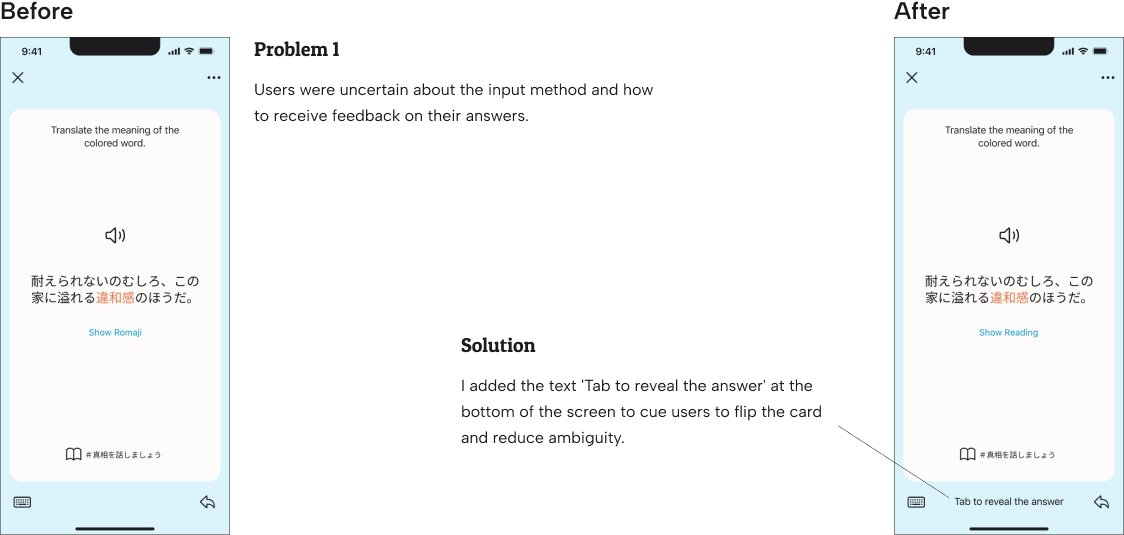 Before
9:41
Translate the meaning of the
colored word.
耐えられないのむしろ、この
家に溢れる違和感のほうだ。
Show Romaji
#真相を話しましょう
Problem 1
Users were uncertain about the input method and how
to receive feedback on their answers.
Solution
I added the text 'Tab to reveal the answer' at the
bottom of the screen to cue users to flip the card
and reduce ambiguity.
After
9:41
Translate the meaning of the
colored word.
耐えられないのむしろ、この
家に溢れる違和感のほうだ。
Show Reading
#真相を話しましょう
Tab to reveal the answer